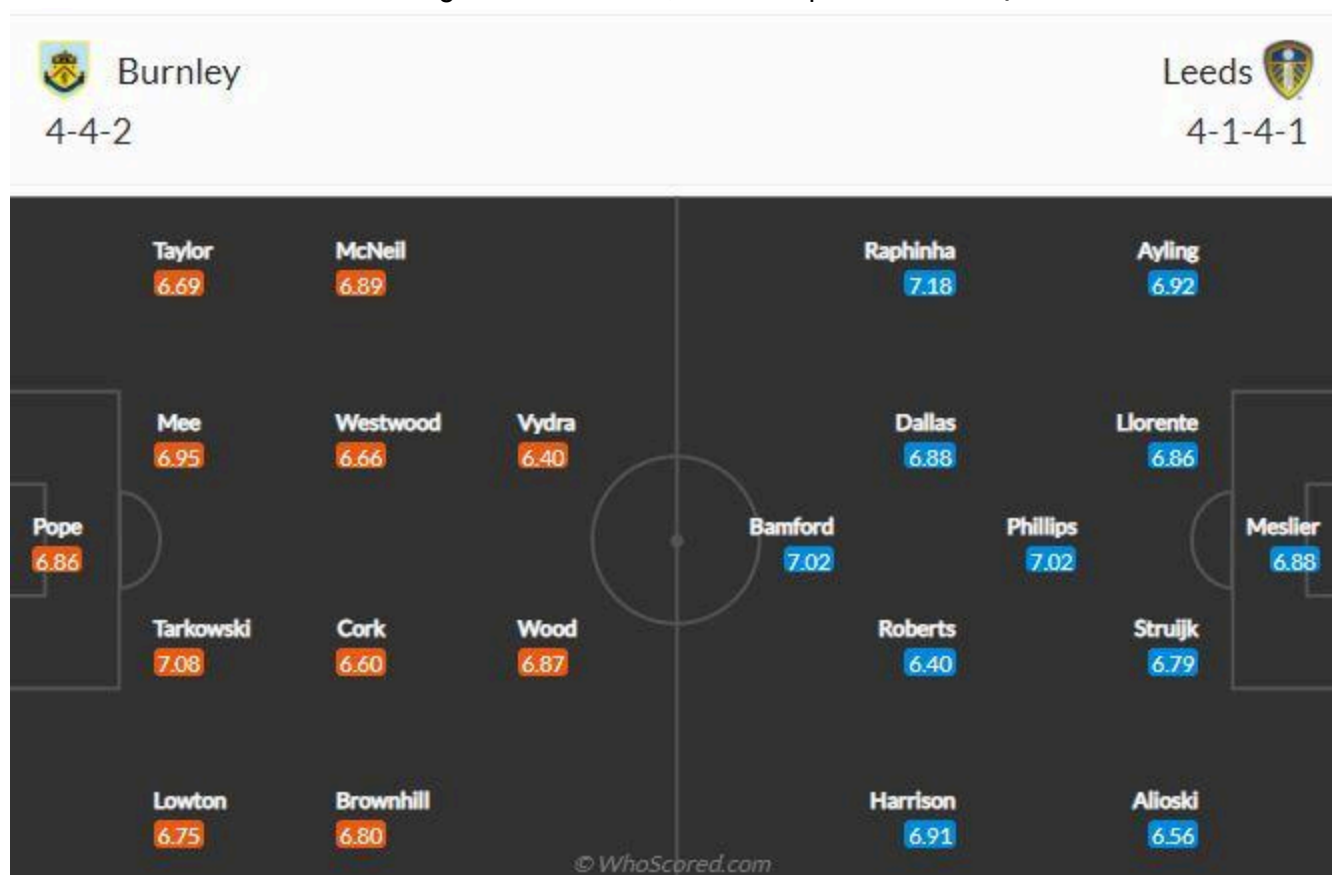 Burnley
Leeds
4-4-2
4-1-4-1
Taylor
McNeil
Raphinha
Ayling
6.69
6.89
7.18
6.92
Mee
Westwood
Vydra
Dallas
Llorente
6.95
6.66
6.40
6.88
6.86
Pope
Bamford
Phillips
Meslier
6.86
7.02
7.02
6.88
Tarkowski
Cork
Wood
Roberts
Struijk
7.08
6.60
6.87
6.40
6.79
Lowton
Brownhill
Harrison
Alioski
6.75
6.80
6.91
6.56
© WhoScored.com